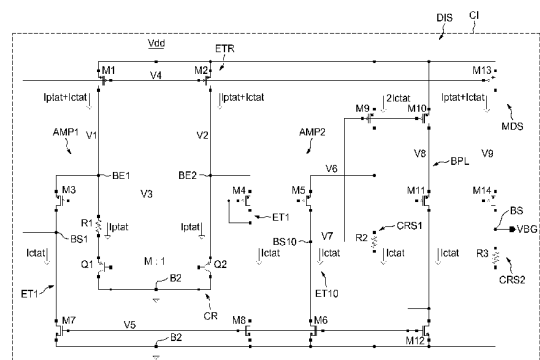 DIS CI
Vdd ETR
M1 V4 M2 M13
Iptat+Ictat Iptat+Ictat 2Ictat Iptat+Ictat
M9 M10 MDS
AMP1 V1 V2 AMP2
V6 V8 V9
BPL
BE1 V3 BE2
M3 M4 M5 M11 M14
R1 Iptat Iptat ET1 CRS1 BS
BS1 BS10 V7 R2 VBG
Ictat Ictat Ictat Ictat Ictat R3
Q1 M : 1 Q2
ET1 B2 ET10 CRS2
CR
M7 V5 B2 M8 M6 M12